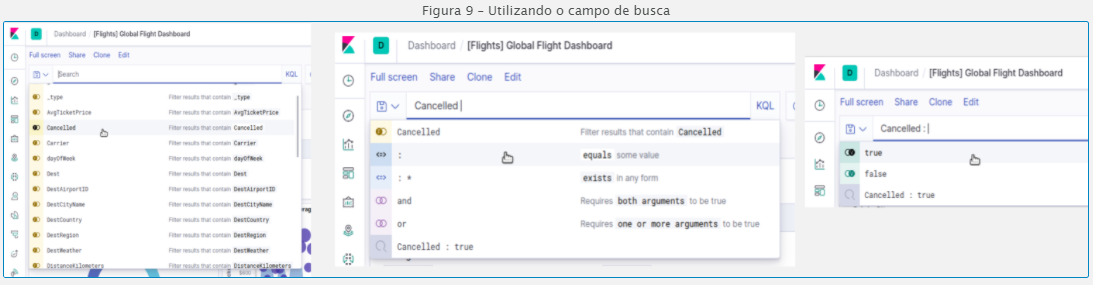 Figura 9 – Utilizando o campo de busca
D Dashboard [Flights] Global Flight Dashboard
Full screen Share Clone Edit
Search KQL
_type Filter results that contain _type
AvgTicketPrice Filter results that contain AvgTicketPrice
Cancelled Filter results that contain Cancelled
Carrier Filter results that contain Carrier
dayOfWeek Filter results that contain dayOfWeek
Dest Filter results that contain Dest
DestAirportID Filter results that contain DestAirportID
DestCityName Filter results that contain DestCityName
DestCountry Filter results that contain DestCountry
DestRegion Filter results that contain DestRegion
DestWeather Filter results that contain DestWeather
DistanceKilometers Filter results that contain DistanceKilometers
D Dashboard / [Flights] Global Flight Dashboard
Full screen Share Clone Edit
Cancelled KQL
Cancelled Filter results that contain Cancelled
: equals some value
: * exists in any form
and Requires both arguments to be true
or Requires one or more arguments to be true
Cancelled : true
D Dashboard / [Flights] Global Flight Dashboard
Full screen Share Clone Edit
Cancelled :
true
false
Cancelled : true